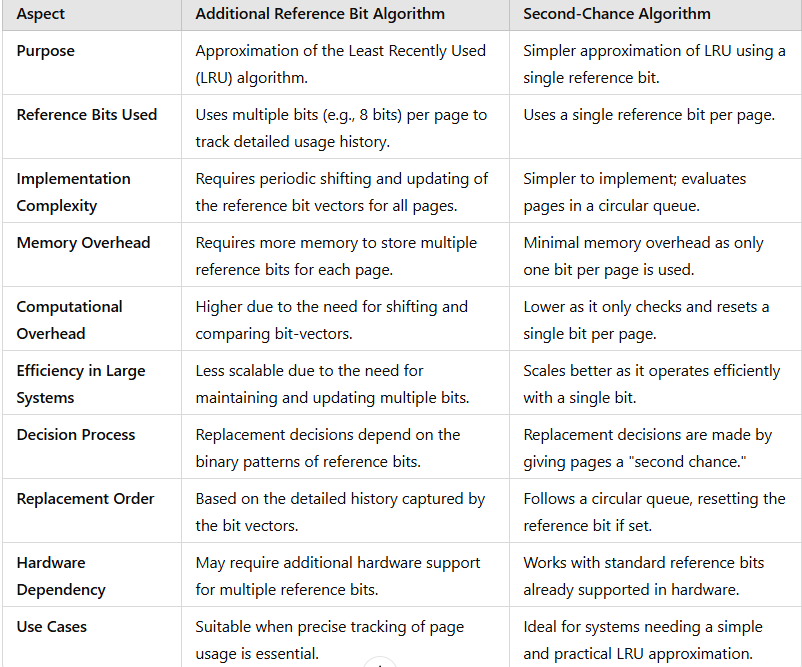 Aspect Additional Reference Bit Algorithm Second-Chance Algorithm
Purpose Approximation of the Least Recently Used Simpler approximation of LRU using a
(LRU) algorithm. single reference bit.
Reference Bits Used Uses multiple bits (e.g., 8 bits) per page to Uses a single reference bit per page.
track detailed usage history.
Implementation Requires periodic shifting and updating of Simpler to implement; evaluates
Complexity the reference bit vectors for all pages. pages in a circular queue.
Memory Overhead Requires more memory to store multiple Minimal memory overhead as only
reference bits for each page. one bit per page is used.
Computational Higher due to the need for shifting and Lower as it only checks and resets a
Overhead comparing bit-vectors. single bit per page.
Efficiency in Large Less scalable due to the need for Scales better as it operates efficiently
Systems maintaining and updating multiple bits. with a single bit.
Decision Process Replacement decisions depend on the Replacement decisions are made by
binary patterns of reference bits. giving pages a "second chance."
Replacement Order Based on the detailed history captured by Follows a circular queue, resetting the
the bit vectors. reference bit if set.
Hardware May require additional hardware support Works with standard reference bits
Dependency for multiple reference bits. already supported in hardware.
Use Cases Suitable when precise tracking of page Ideal for systems needing a simple
usage is essential. and practical LRU approximation.